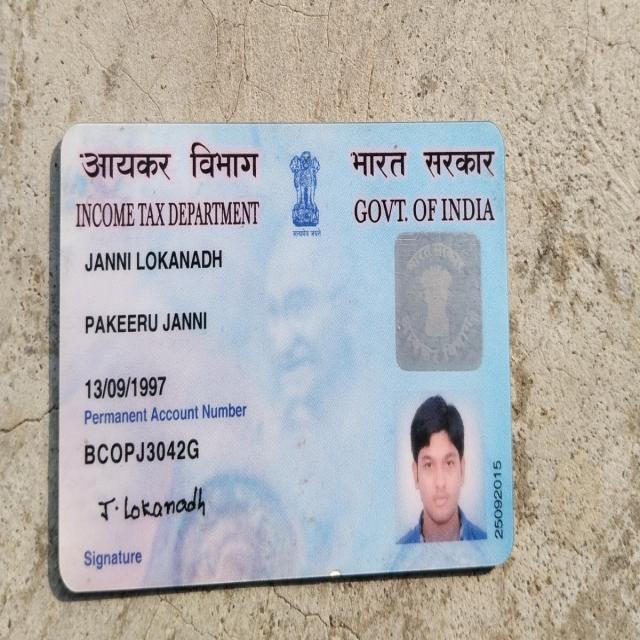 आयकर विभाग
भारत सरकार
INCOME TAX DEPARTMENT
GOVT. OF INDIA
सत्यमेव जयते
JANNI LOKANADH
PAKEERU JANNI
13/09/1997
Permanent Account Number
BCOPJ3042G
J. Lokanadh
Signature
25092015